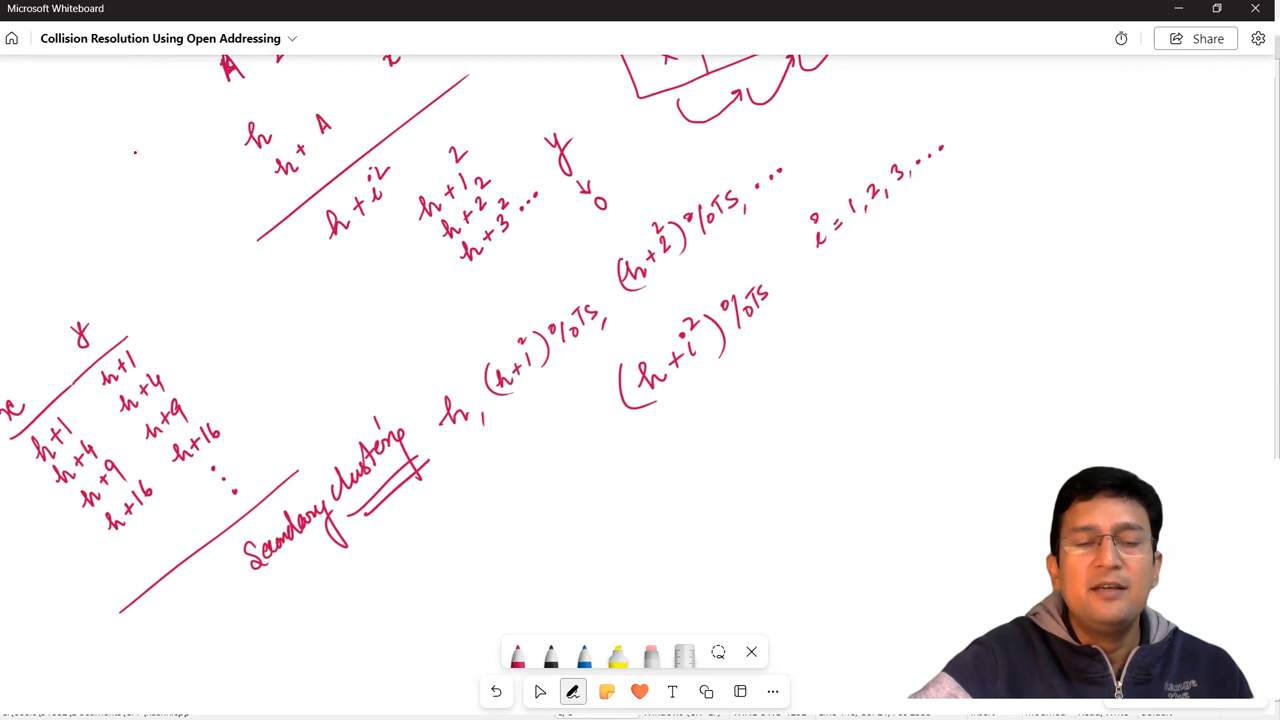 Microsoft Whiteboard
Collision Resolution Using Open Addressing
Share
A
h
h + A
h + i²
h + 1²
h + 2²
h + 3² ...
y
0
h, (h + 1²) % TS, (h + 2²) % TS, ...
(h + i²) % TS
i = 1, 2, 3, ...
x
h+1
h+4
h+9
h+16
y
h+1
h+4
h+9
h+16
Secondary clustering